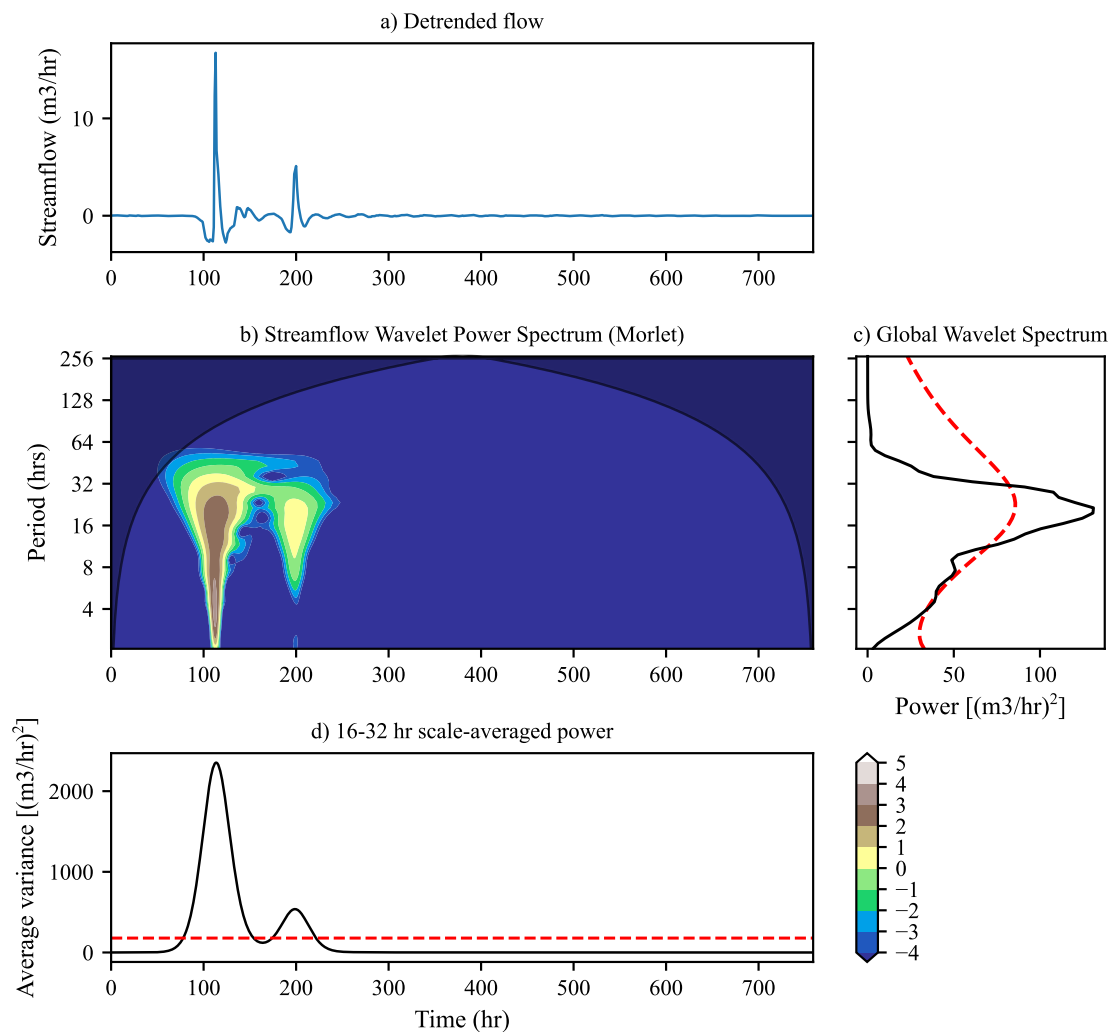 a) Detrended flow
Streamflow (m3/hr)
10
0
0 100 200 300 400 500 600 700
b) Streamflow Wavelet Power Spectrum (Morlet)
c) Global Wavelet Spectrum
Period (hrs)
256
128
64
32
16
8
4
0 100 200 300 400 500 600 700
0 50 100
Power [(m3/hr)²]
d) 16-32 hr scale-averaged power
Average variance [(m3/hr)²]
2000
1000
0
0 100 200 300 400 500 600 700
Time (hr)
5
4
3
2
1
0
−1
−2
−3
−4